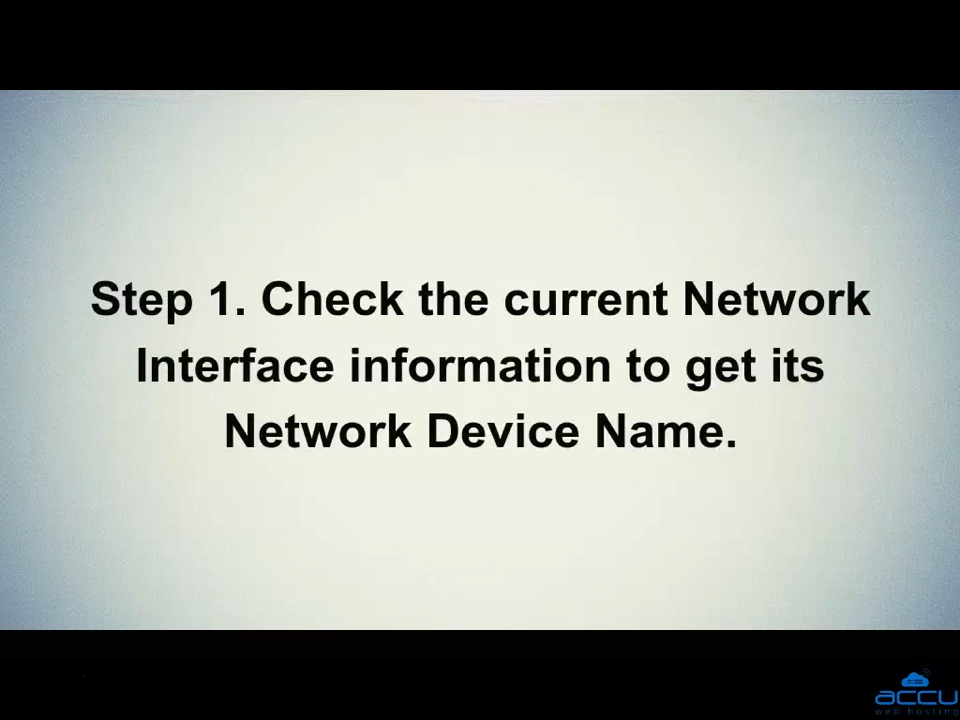 Step 1. Check the current Network
Interface information to get its
Network Device Name.
accu
web hosting